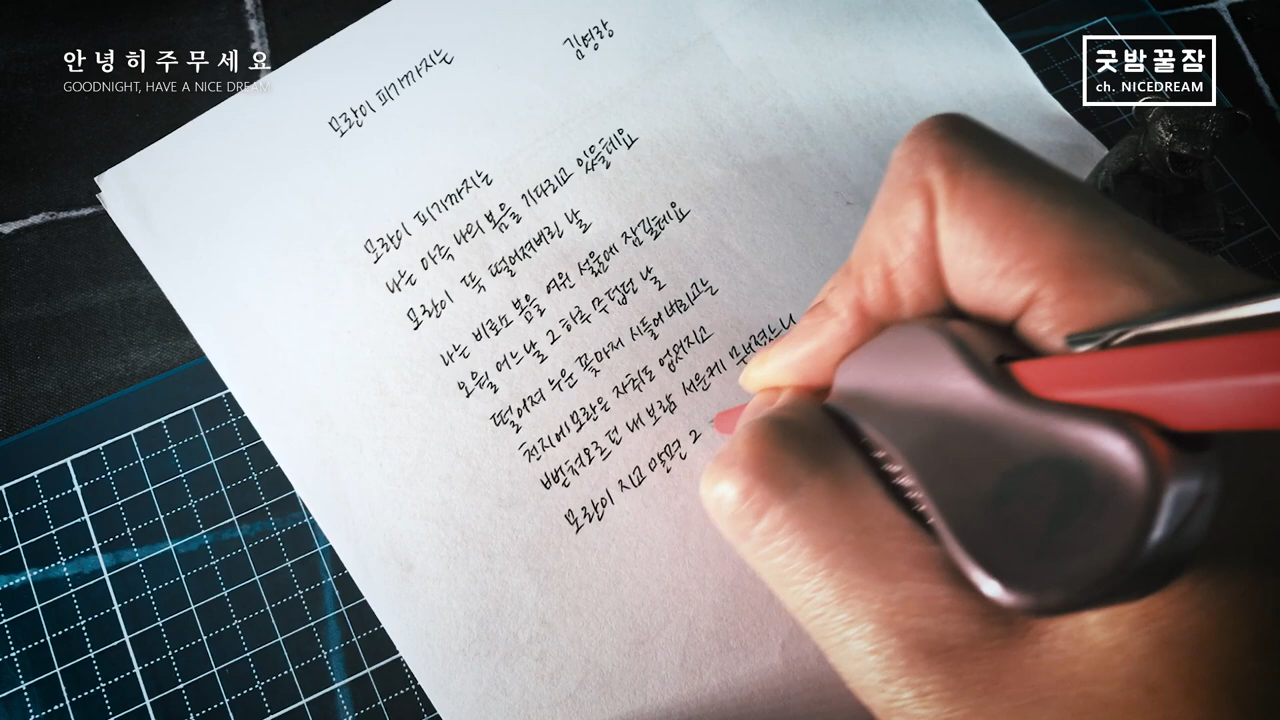 안녕히주무세요
GOODNIGHT, HAVE A NICE DREAM
굿밤꿀잠
ch. NICEDREAM
모란이 피기까지는
김영랑
모란이 피기까지는
나는 아즉 나의 봄을 기다리고 있을테요
모란이 뚝뚝 떨어져버린 날
나는 비로소 봄을 여윈 설움에 잠길테요
오월 어느날 그 하루 무덥던 날
떨어져 누운 꽃마저 시들어 버리고는
천지에 모란은 자취도 없어지고
뻗쳐오르던 내 보람 서운케 무너졌느니
모란이 지고 말면 그